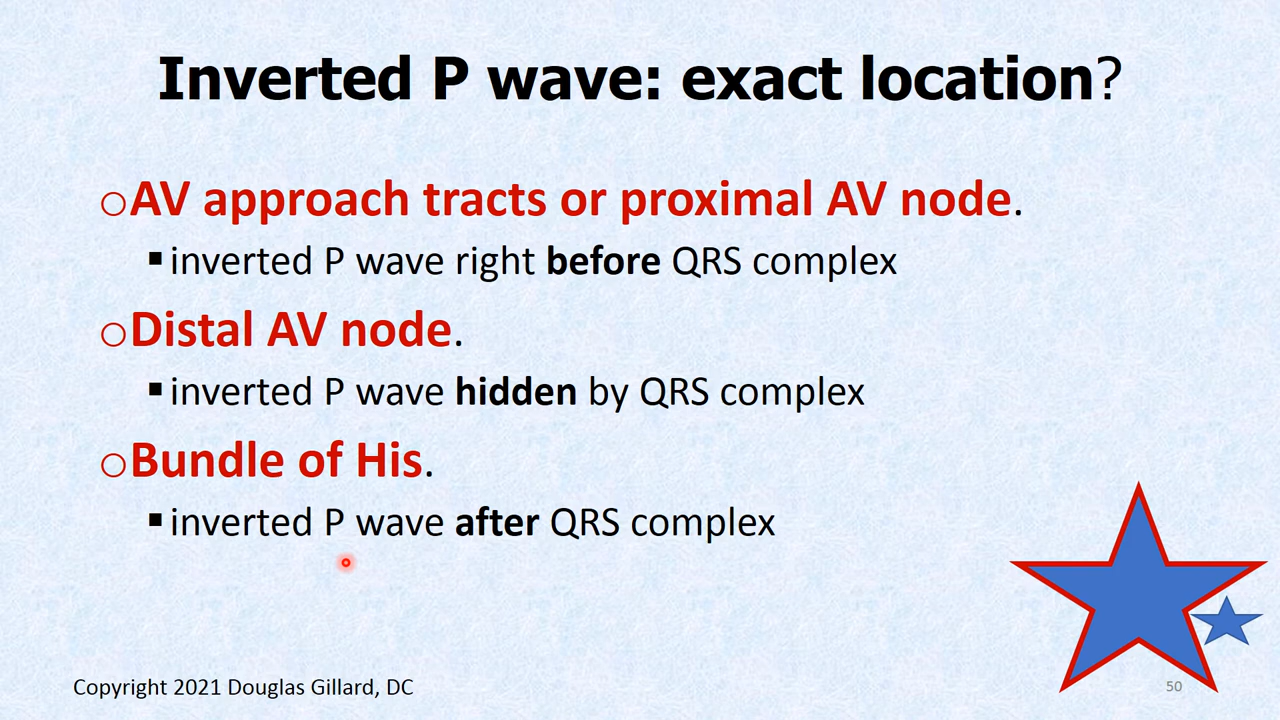 Inverted P wave: exact location?
AV approach tracts or proximal AV node.
inverted P wave right before QRS complex
Distal AV node.
inverted P wave hidden by QRS complex
Bundle of His.
inverted P wave after QRS complex
Copyright 2021 Douglas Gillard, DC
50